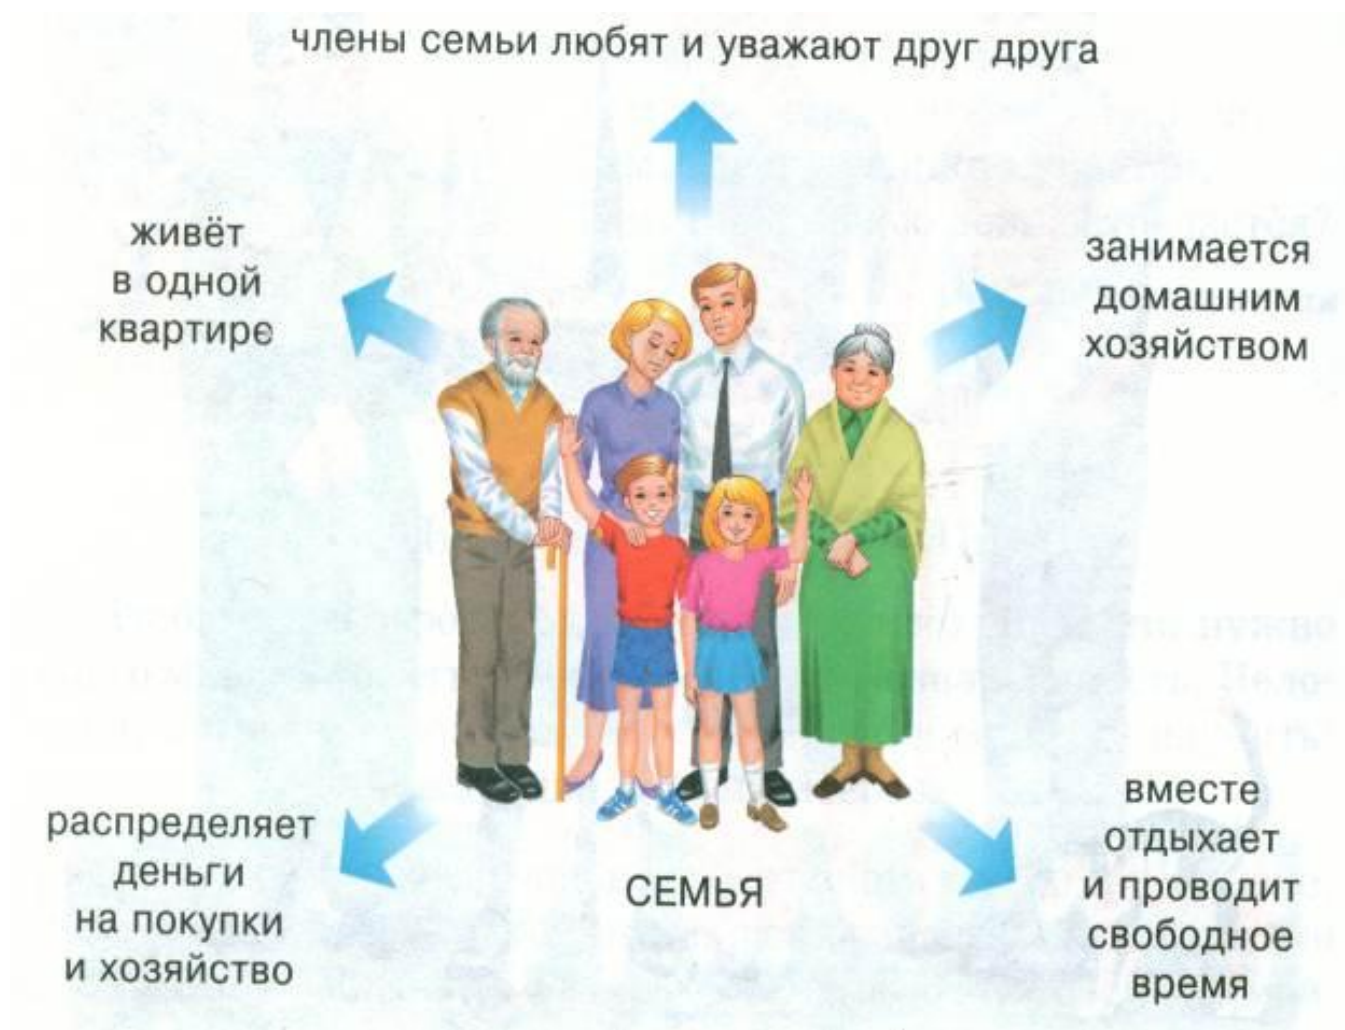 члены семьи любят и уважают друг друга
живёт
в одной
квартире
занимается
домашним
хозяйством
распределяет
деньги
на покупки
и хозяйство
СЕМЬЯ
вместе
отдыхает
и проводит
свободное
время